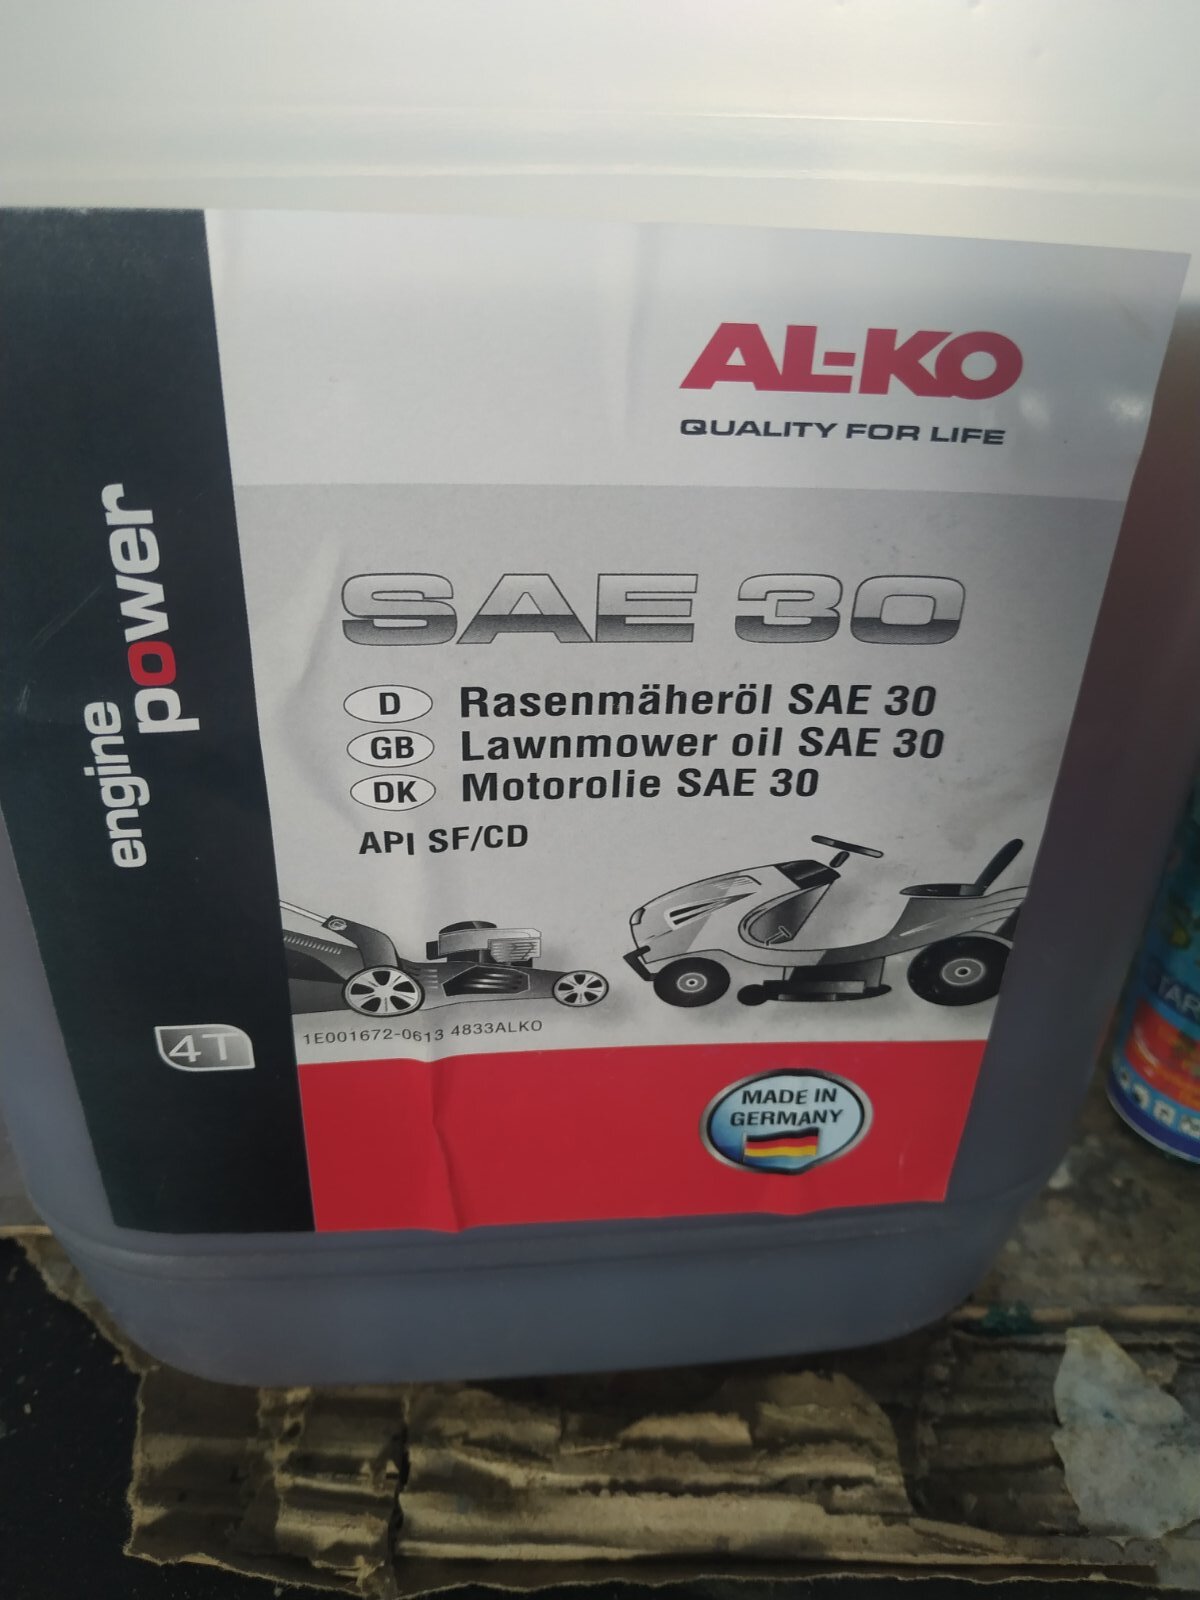 AL-KO
QUALITY FOR LIFE
engine
power
SAE 30
D Rasenmäheröl SAE 30
GB Lawnmower oil SAE 30
DK Motorolie SAE 30
API SF/CD
4T
1E001672-0613 4833ALKO
MADE IN
GERMANY